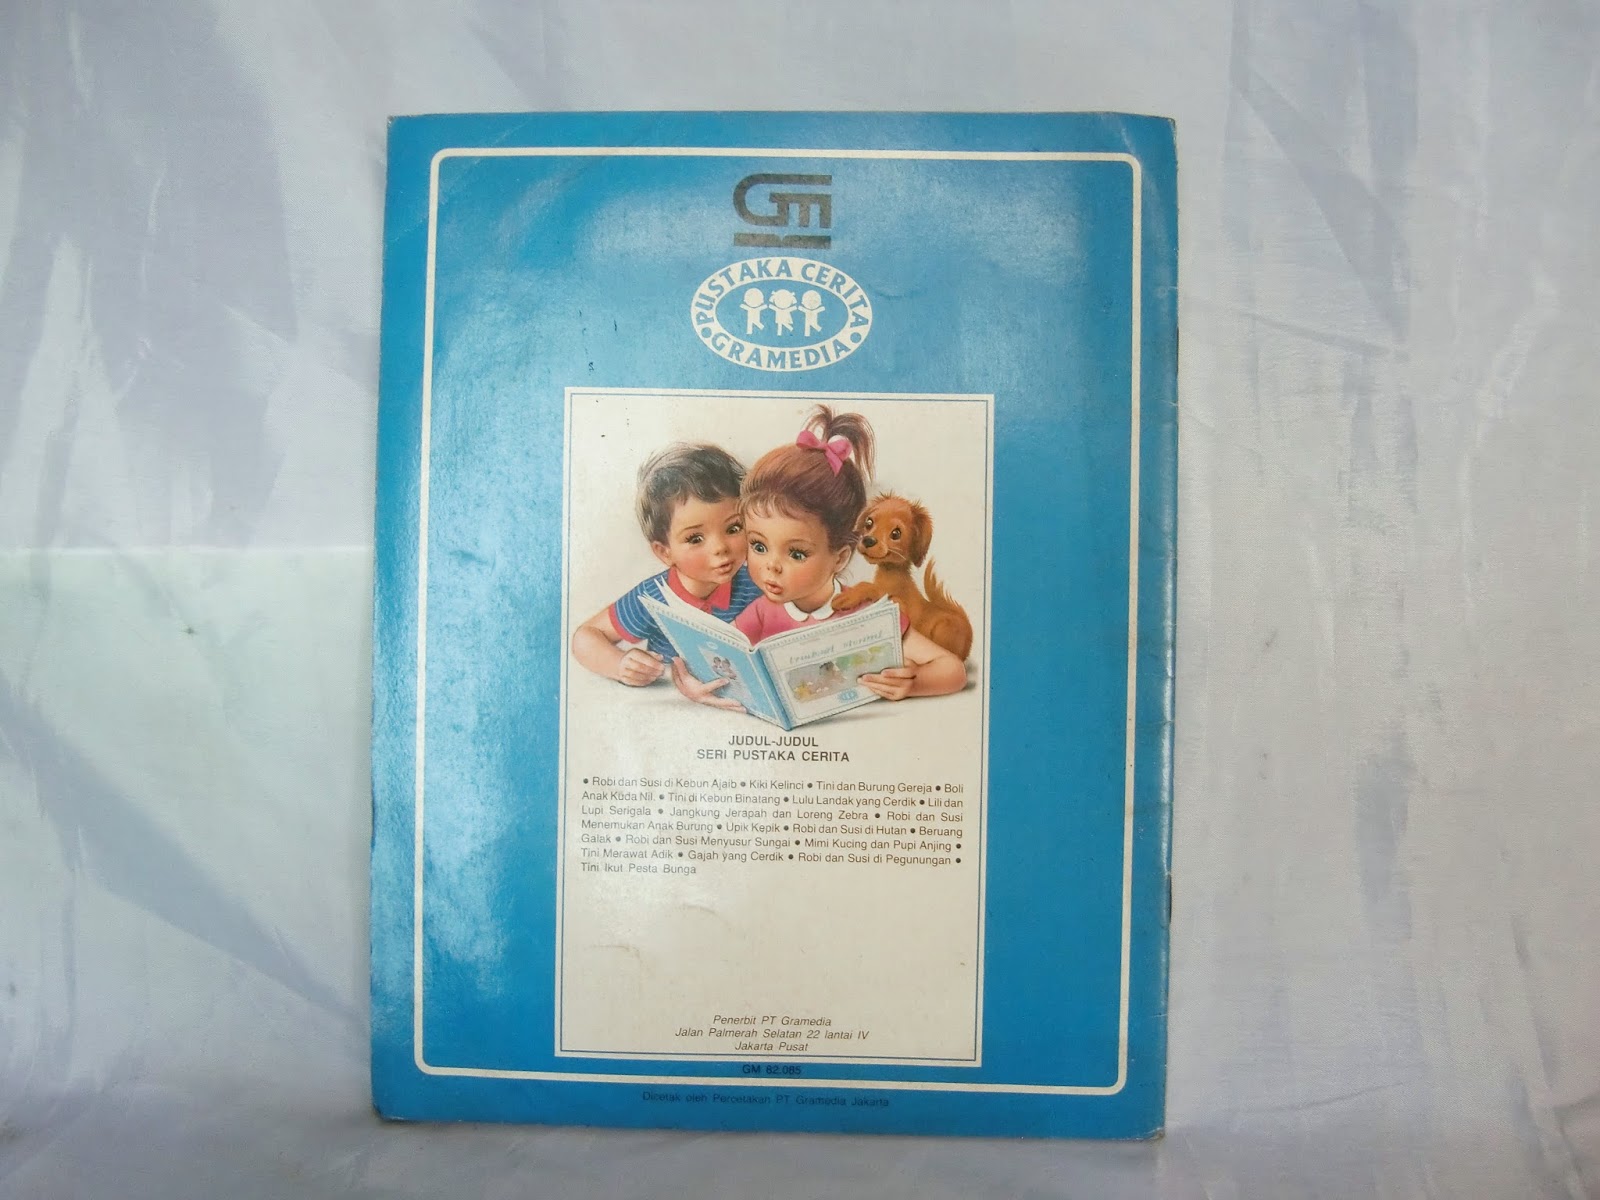 GM
PUSTAKA CERITA
• GRAMEDIA •
JUDUL-JUDUL
SERI PUSTAKA CERITA
• Robi dan Susi di Kebun Ajaib • Kiki Kelinci • Tini dan Burung Gereja • Boli
Anak Kuda Nil. • Tini di Kebun Binatang • Lulu Landak yang Cerdik • Lili dan
Lupi Serigala • Jangkung Jerapah dan Loreng Zebra • Robi dan Susi
Menemukan Anak Burung • Upik Kepik • Robi dan Susi di Hutan • Beruang
Galak • Robi dan Susi Menyusur Sungai • Mimi Kucing dan Pupi Anjing •
Tini Merawat Adik • Gajah yang Cerdik • Robi dan Susi di Pegunungan •
Tini Ikut Pesta Bunga
Penerbit PT Gramedia
Jalan Palmerah Selatan 22 lantai IV
Jakarta Pusat
GM 82.085
Dicetak oleh Percetakan PT Gramedia Jakarta